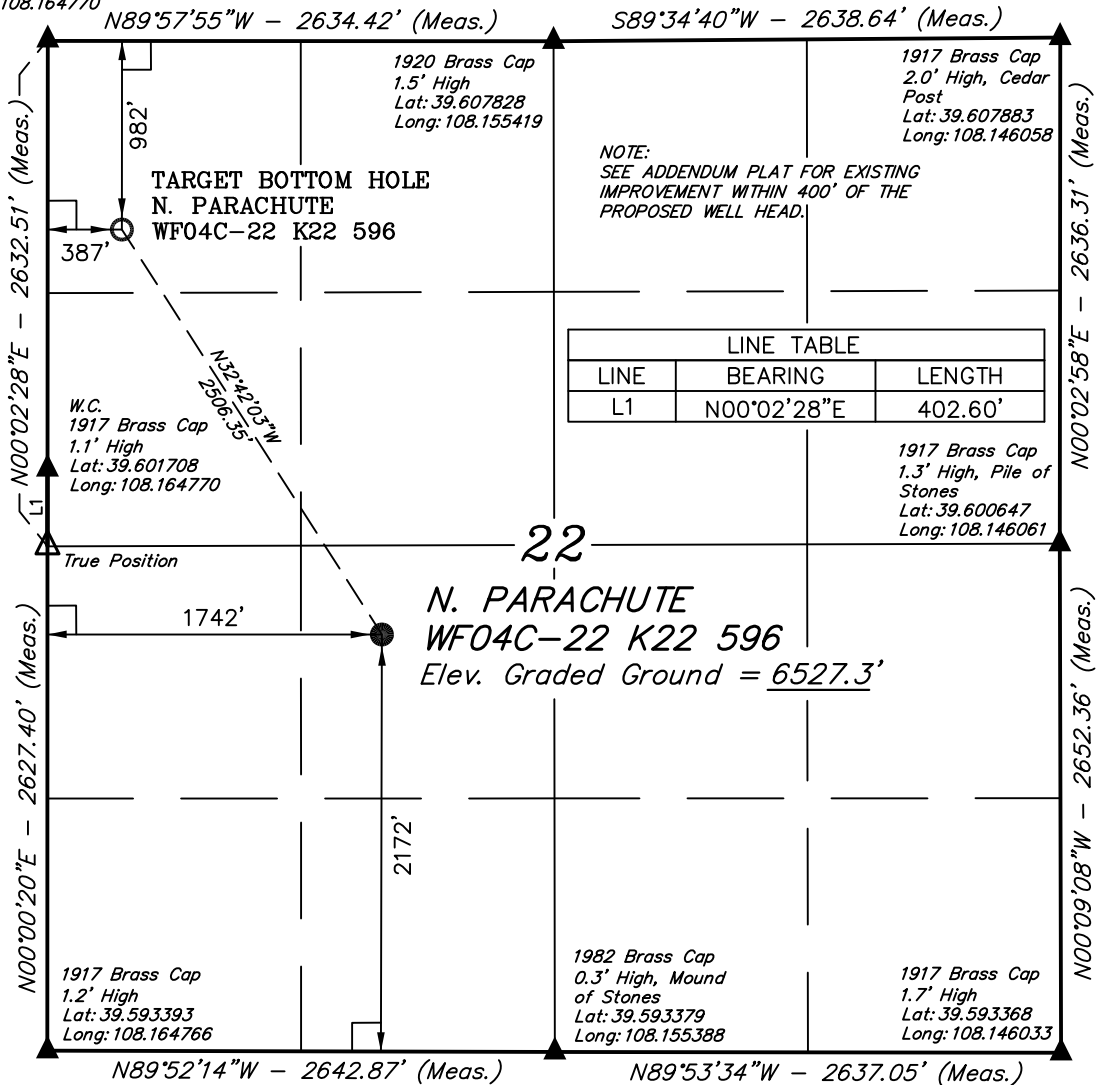 108.164770
N89°57'55"W - 2634.42' (Meas.)
S89°34'40"W - 2638.64' (Meas.)
1920 Brass Cap
1.5' High
Lat: 39.607828
Long: 108.155419
1917 Brass Cap
2.0' High, Cedar
Post
Lat: 39.607883
Long: 108.146058
982'
NOTE:
SEE ADDENDUM PLAT FOR EXISTING
IMPROVEMENT WITHIN 400' OF THE
PROPOSED WELL HEAD.
TARGET BOTTOM HOLE
N. PARACHUTE
WF04C-22 K22 596
387'
N00°02'28"E - 2632.51' (Meas.)
N00°02'58"E - 2636.31' (Meas.)
LINE TABLE
LINE BEARING LENGTH
L1 N00°02'28"E 402.60'
N32°42'03"W
2506.35'
W.C.
1917 Brass Cap
1.1' High
Lat: 39.601708
Long: 108.164770
1917 Brass Cap
1.3' High, Pile of
Stones
Lat: 39.600647
Long: 108.146061
L1
True Position
22
1742'
N. PARACHUTE
WF04C-22 K22 596
Elev. Graded Ground = 6527.3'
N00°00'20"E - 2627.40' (Meas.)
N00°09'08"W - 2652.36' (Meas.)
2172'
1917 Brass Cap
1.2' High
Lat: 39.593393
Long: 108.164766
1982 Brass Cap
0.3' High, Mound
of Stones
Lat: 39.593379
Long: 108.155388
1917 Brass Cap
1.7' High
Lat: 39.593368
Long: 108.146033
N89°52'14"W - 2642.87' (Meas.)
N89°53'34"W - 2637.05' (Meas.)